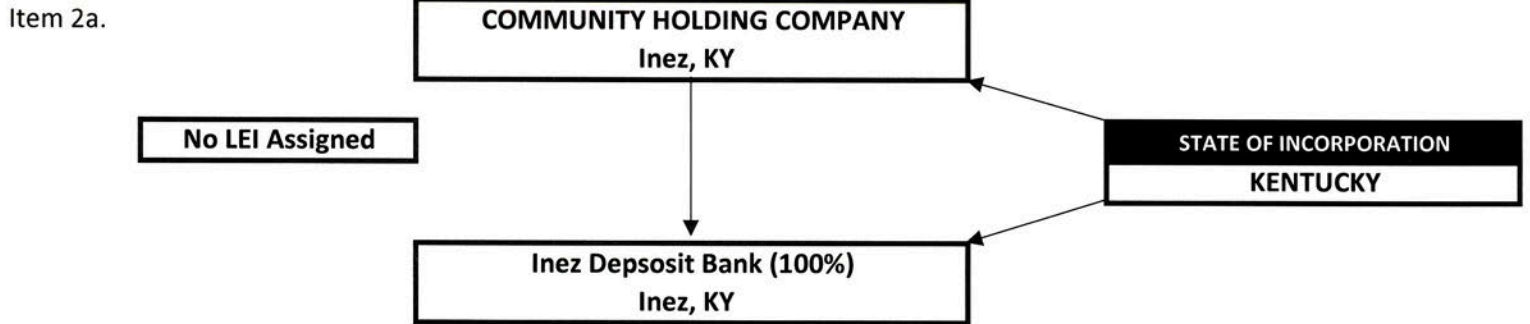 Item 2a.
COMMUNITY HOLDING COMPANY
Inez, KY
No LEI Assigned
STATE OF INCORPORATION
KENTUCKY
Inez Depsosit Bank (100%)
Inez, KY